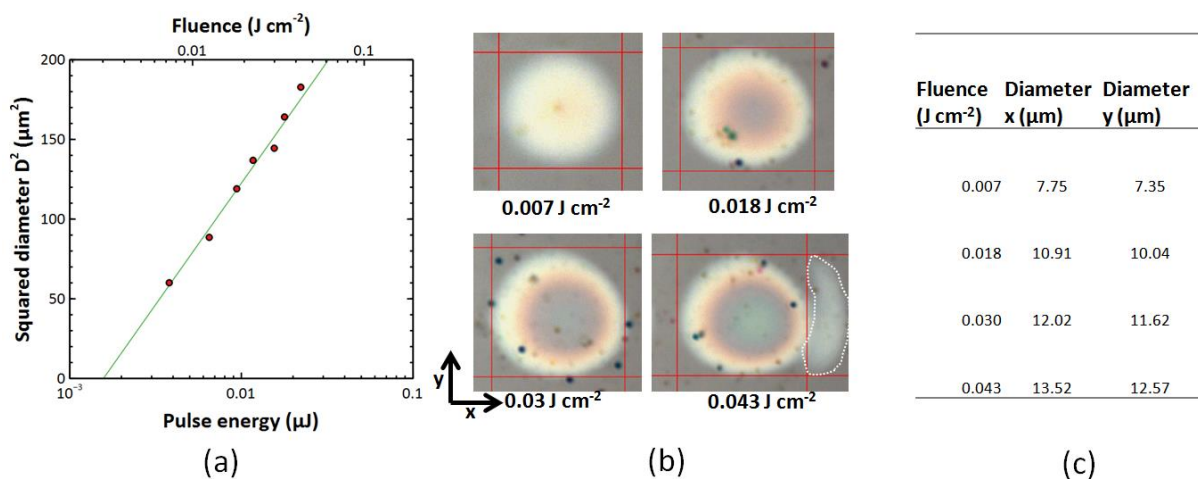 Fluence (J cm-2)
0.01 0.1
200
150
100
50
0
Squared diameter D2 (µm2)
10-3 0.01 0.1
Pulse energy (µJ)
(a)
0.007 J cm-2
0.018 J cm-2
0.03 J cm-2
0.043 J cm-2
y
x
(b)
Fluence Diameter Diameter
(J cm-2) x (µm) y (µm)
0.007 7.75 7.35
0.018 10.91 10.04
0.030 12.02 11.62
0.043 13.52 12.57
(c)